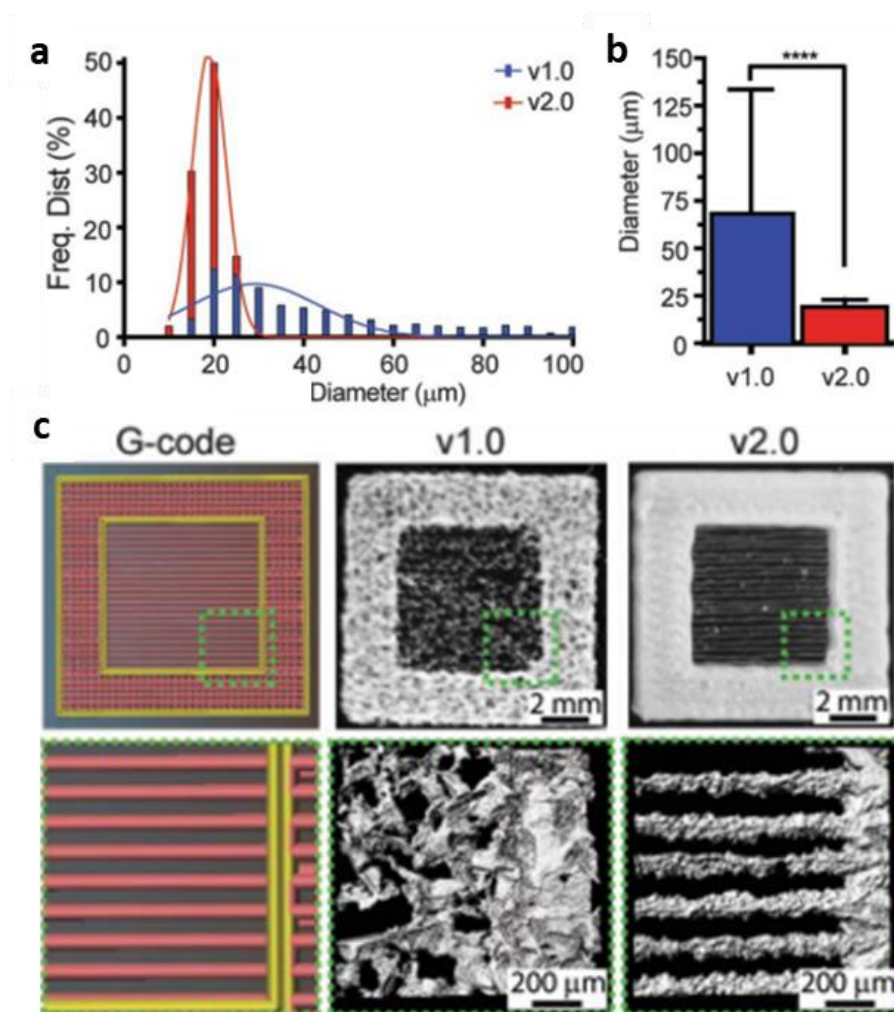 a
50
40
30
20
10
0
Freq. Dist (%)
v1.0
v2.0
0 20 40 60 80 100
Diameter (μm)
b
150
125
100
75
50
25
0
Diameter (μm)
****
v1.0 v2.0
c
G-code v1.0 v2.0
2 mm 2 mm
200 μm 200 μm